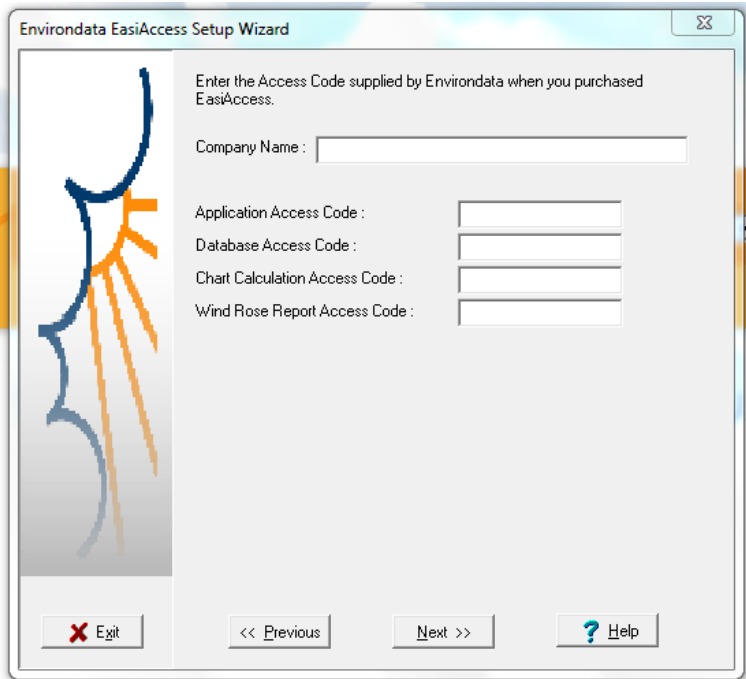 Environdata EasiAccess Setup Wizard
Enter the Access Code supplied by Environdata when you purchased
EasiAccess.
Company Name :
Application Access Code :
Database Access Code :
Chart Calculation Access Code :
Wind Rose Report Access Code :
Exit
<< Previous
Next >>
? Help